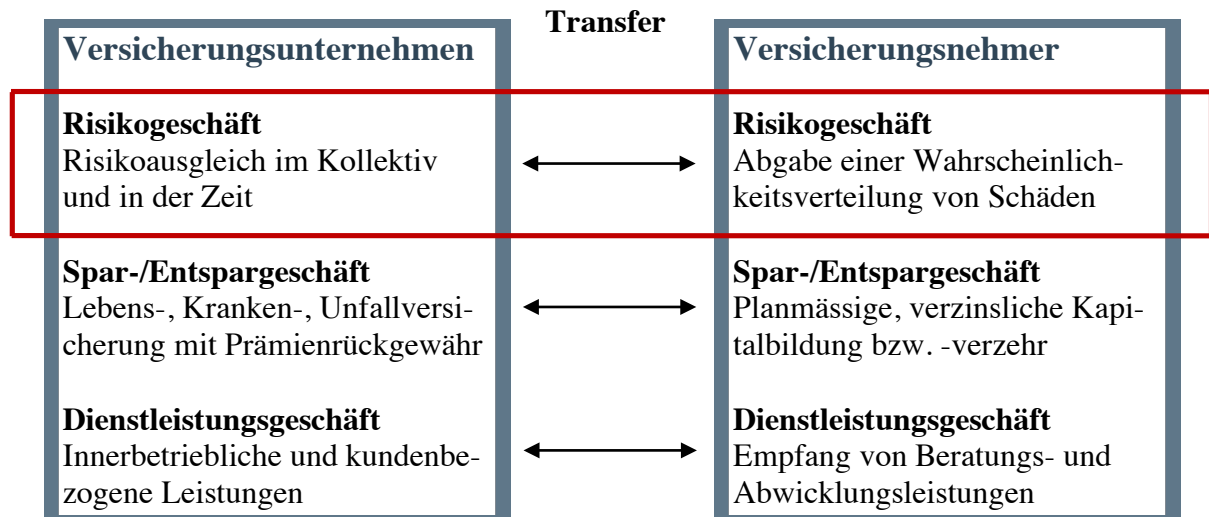 Transfer
Versicherungsunternehmen
Versicherungsnehmer
Risikogeschäft
Risikoausgleich im Kollektiv
und in der Zeit
Risikogeschäft
Abgabe einer Wahrscheinlich-
keitsverteilung von Schäden
Spar-/Entspargeschäft
Lebens-, Kranken-, Unfallversi-
cherung mit Prämienrückgewähr
Spar-/Entspargeschäft
Planmässige, verzinsliche Kapi-
talbildung bzw. -verzehr
Dienstleistungsgeschäft
Innerbetriebliche und kundenbe-
zogene Leistungen
Dienstleistungsgeschäft
Empfang von Beratungs- und
Abwicklungsleistungen